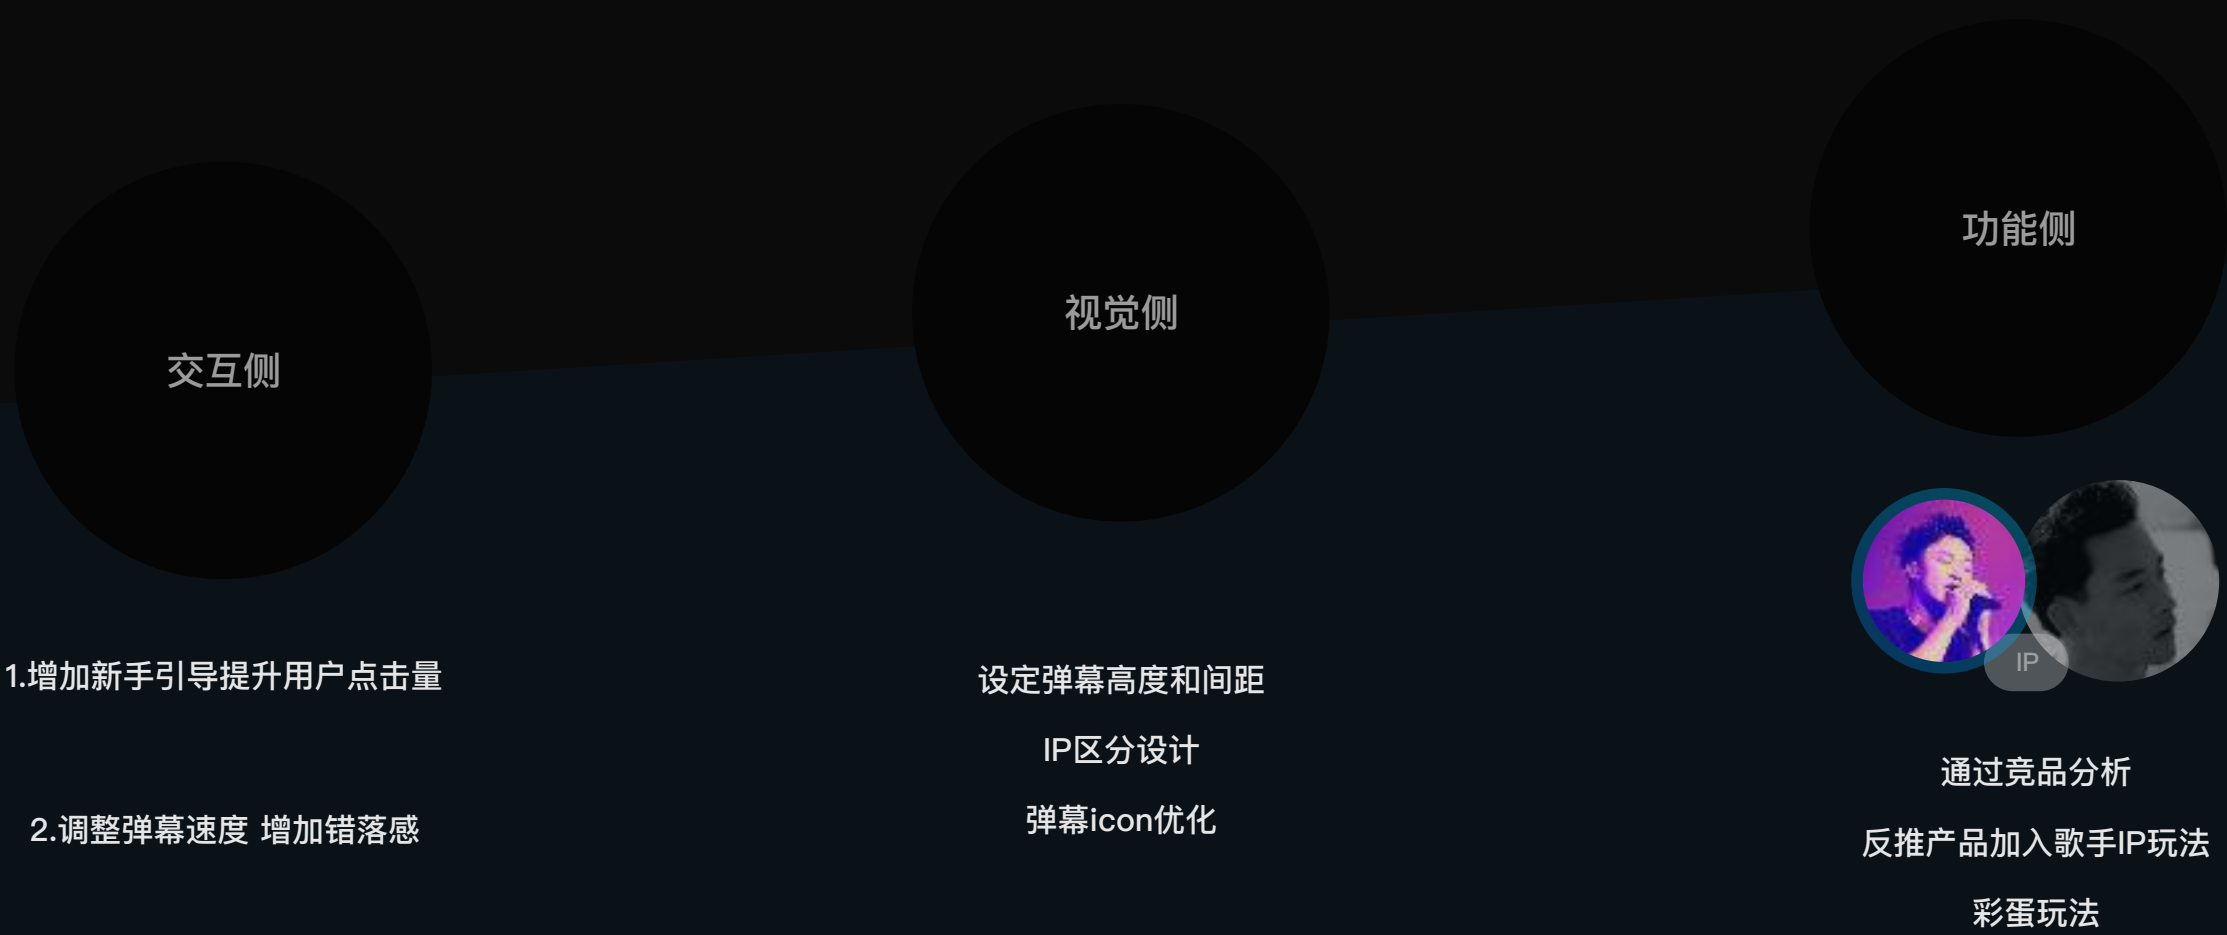 交互侧
1.增加新手引导提升用户点击量
2.调整弹幕速度 增加错落感
视觉侧
设定弹幕高度和间距
IP区分设计
弹幕icon优化
功能侧
IP
通过竞品分析
反推产品加入歌手IP玩法
彩蛋玩法